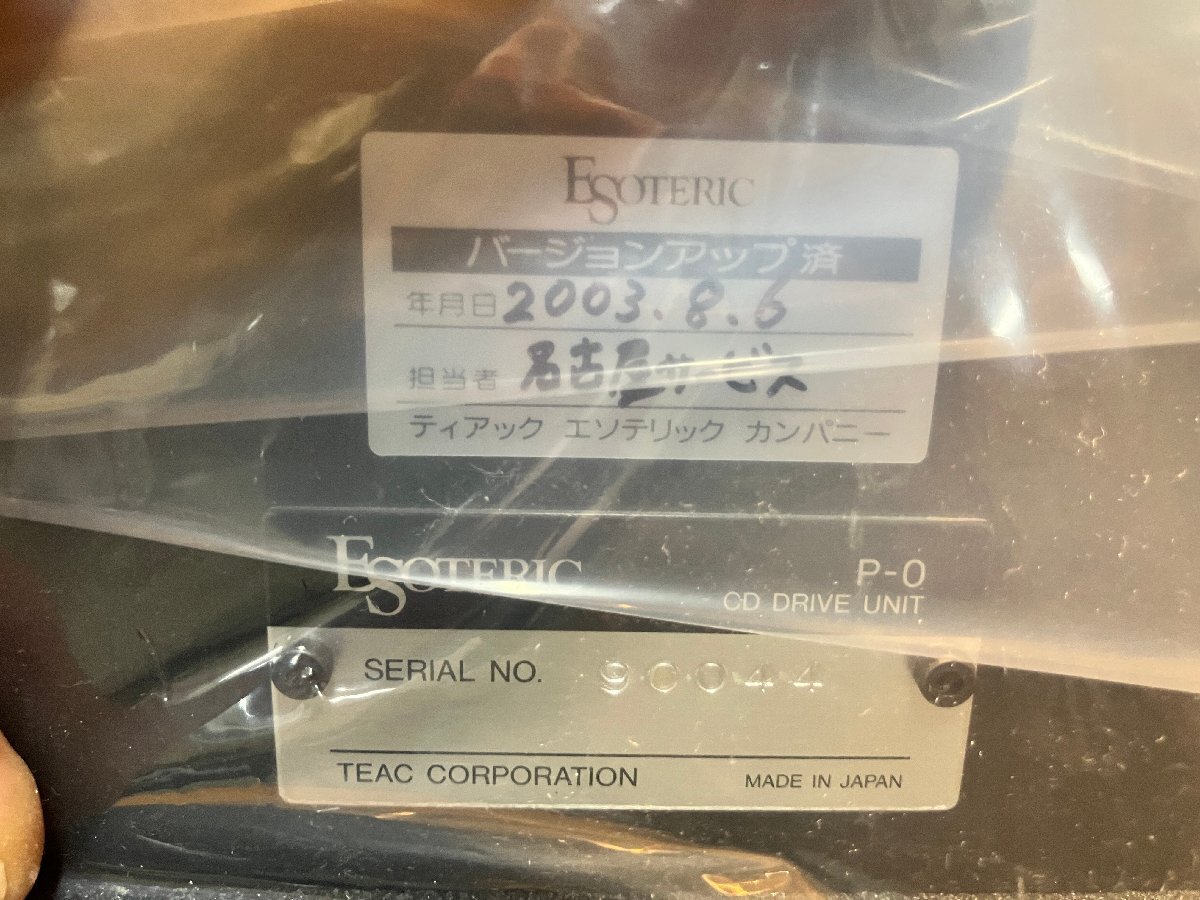 ESOTERIC
バージョンアップ済
年月日 2003.8.6
担当者 名古屋サービス
ティアック エソテリック カンパニー
ESOTERIC
P-0
CD DRIVE UNIT
SERIAL NO. 90044
TEAC CORPORATION
MADE IN JAPAN